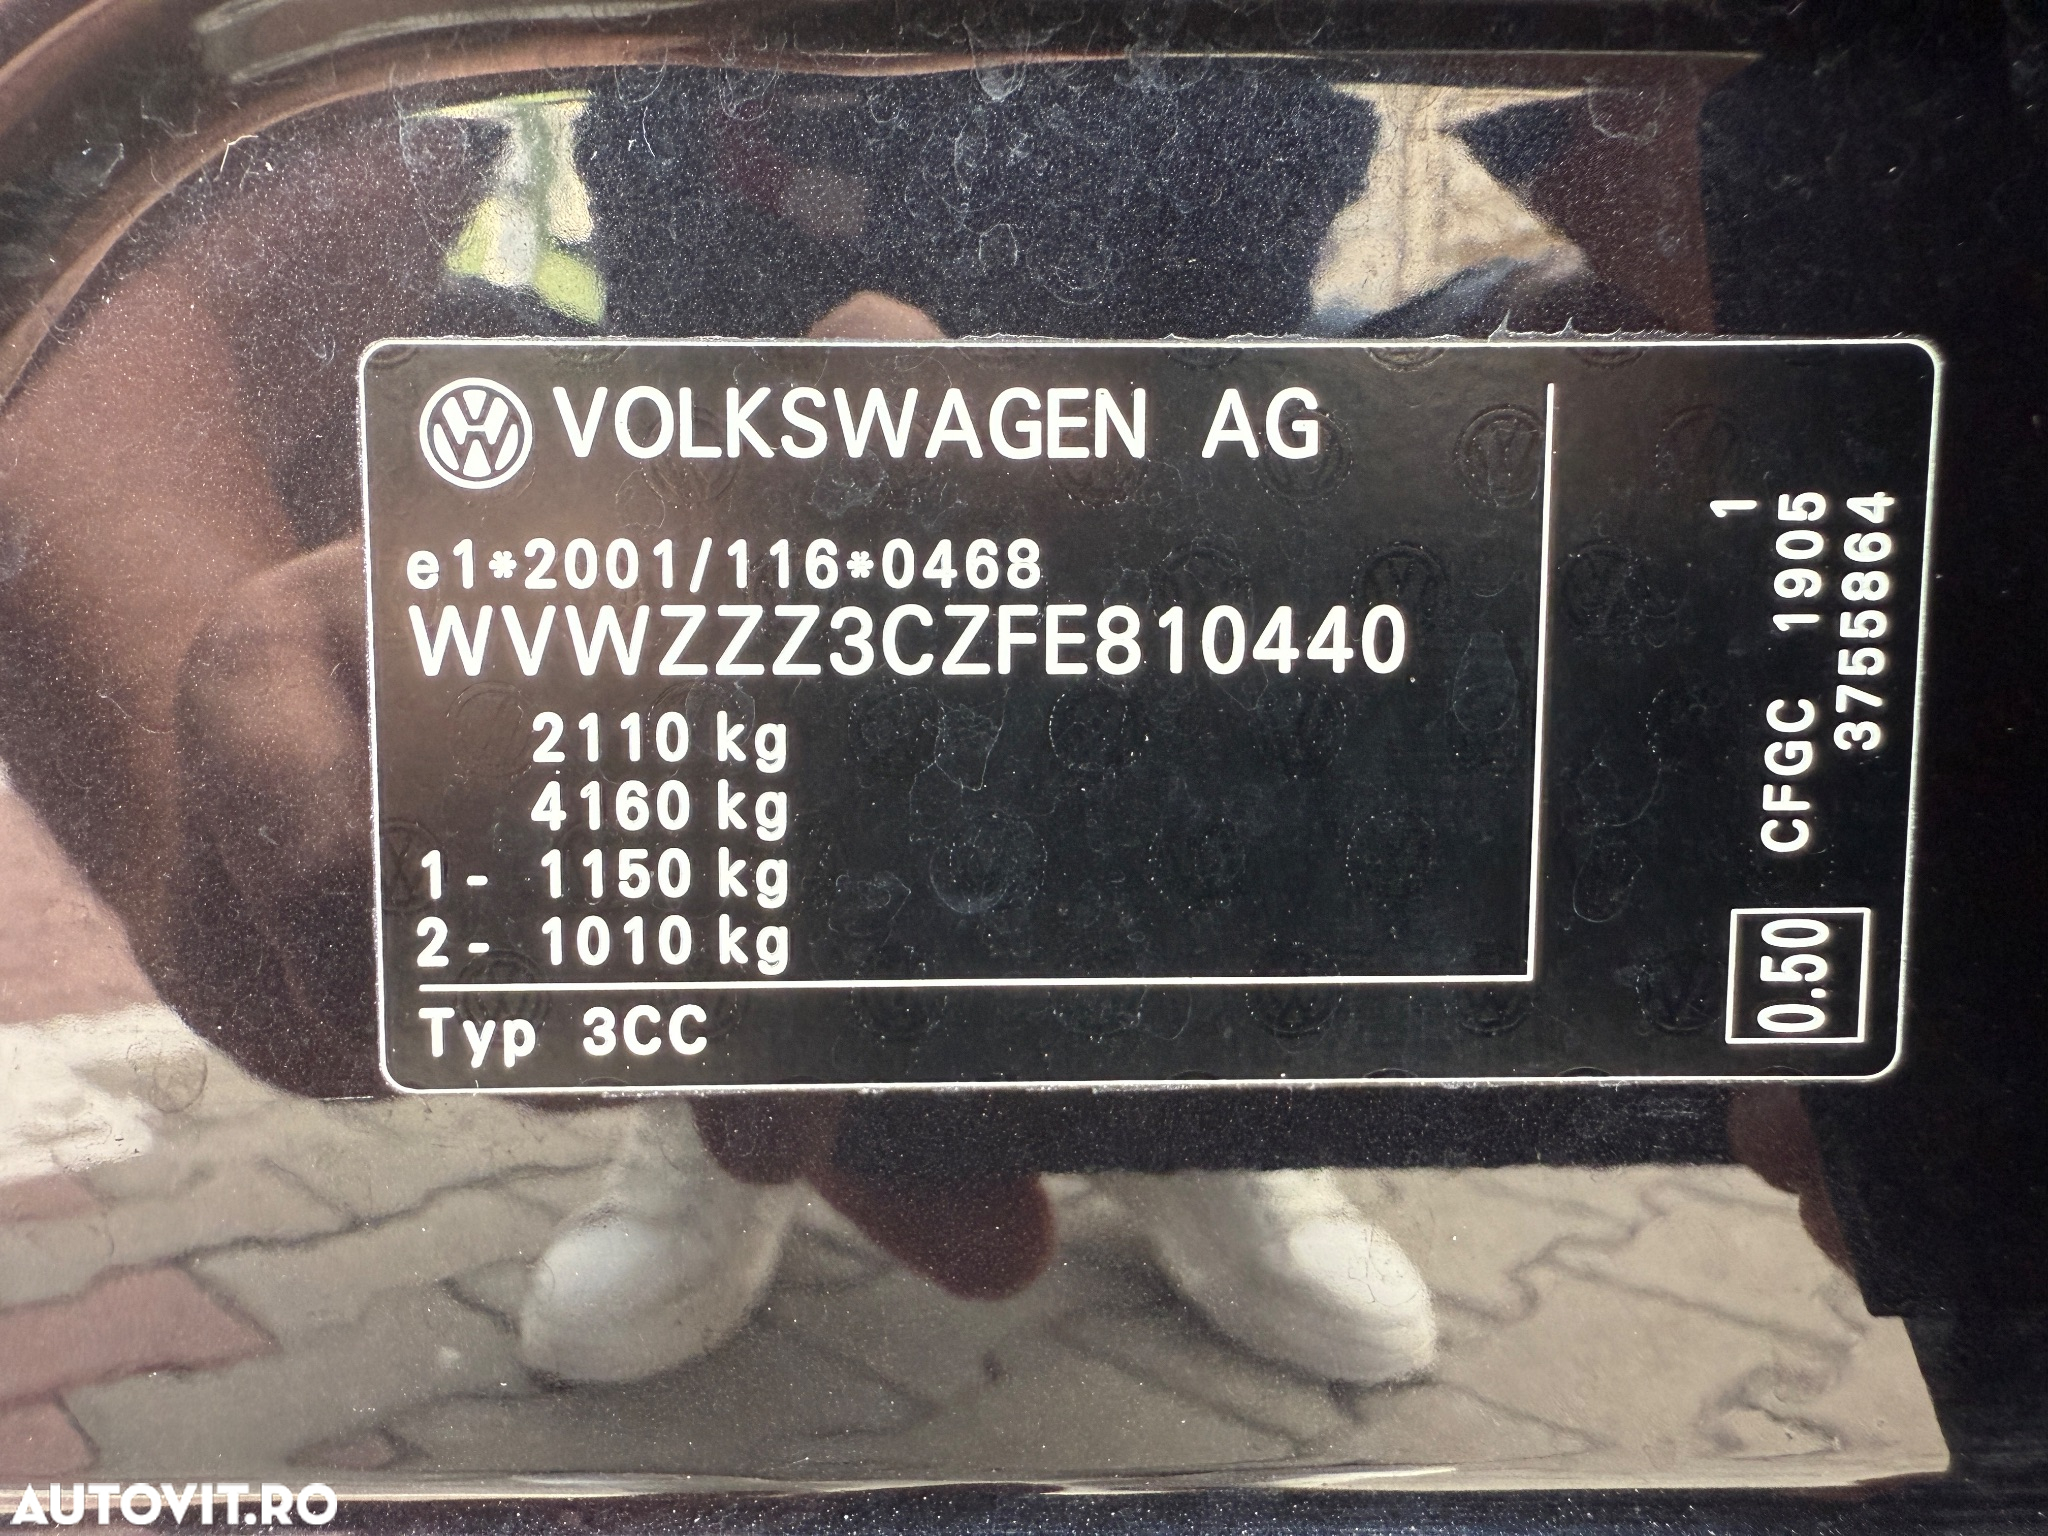 VOLKSWAGEN AG
e1*2001/116*0468
WVWZZZ3CZFE810440
2110 kg
4160 kg
1- 1150 kg
2- 1010 kg
Typ 3CC
1
CFGC 1905
3755864
0.50
AUTOVIT.RO